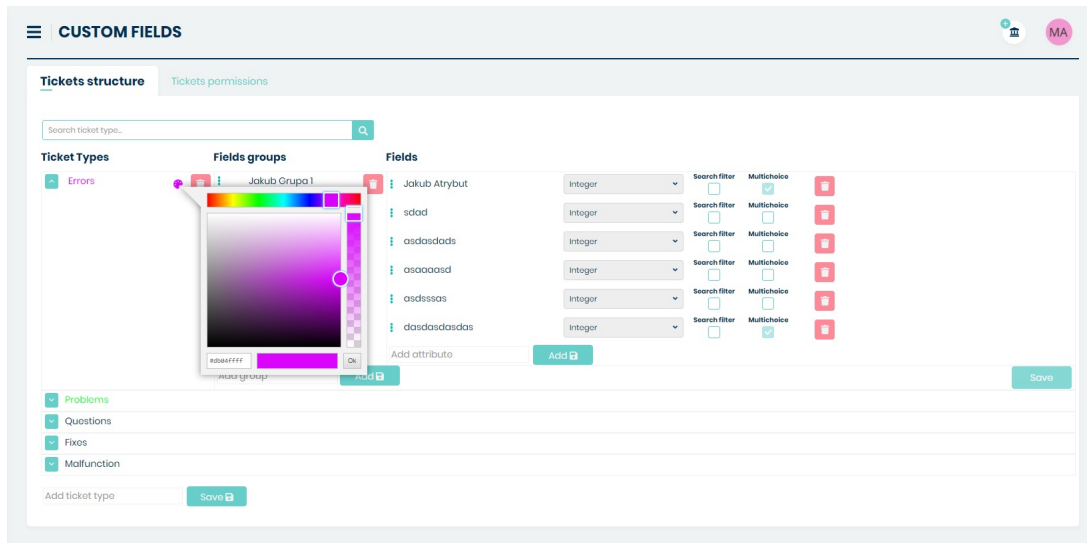 CUSTOM FIELDS
MA
Tickets structure
Tickets permissions
Search ticket type..
Ticket Types
Fields groups
Fields
Errors
Jakub Grupa 1
Jakub Atrybut
Integer
Search filter
Multichoice
sdad
Integer
Search filter
Multichoice
asdasdads
Integer
Search filter
Multichoice
asaaaasd
Integer
Search filter
Multichoice
asdsssas
Integer
Search filter
Multichoice
dasdasdasdas
Integer
Search filter
Multichoice
Ok
Add attribute
Add
Add group
Add
Save
Problems
Questions
Fixes
Malfunction
Add ticket type
Save